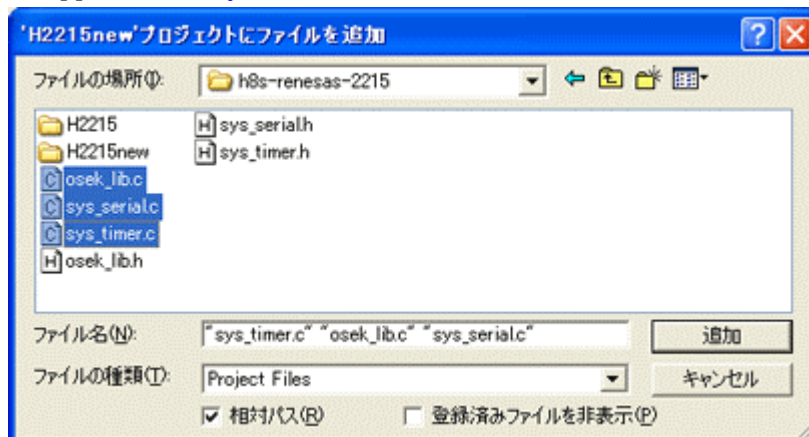 'H2215new'プロジェクトにファイルを追加
ファイルの場所(I):
h8s-renesas-2215
H2215
sys_serial.h
H2215new
sys_timer.h
osek_lib.c
sys_serial.c
sys_timer.c
osek_lib.h
ファイル名(N):
"sys_timer.c" "osek_lib.c" "sys_serial.c"
追加
ファイルの種類(T):
Project Files
キャンセル
相対パス(R)
登録済みファイルを非表示(P)